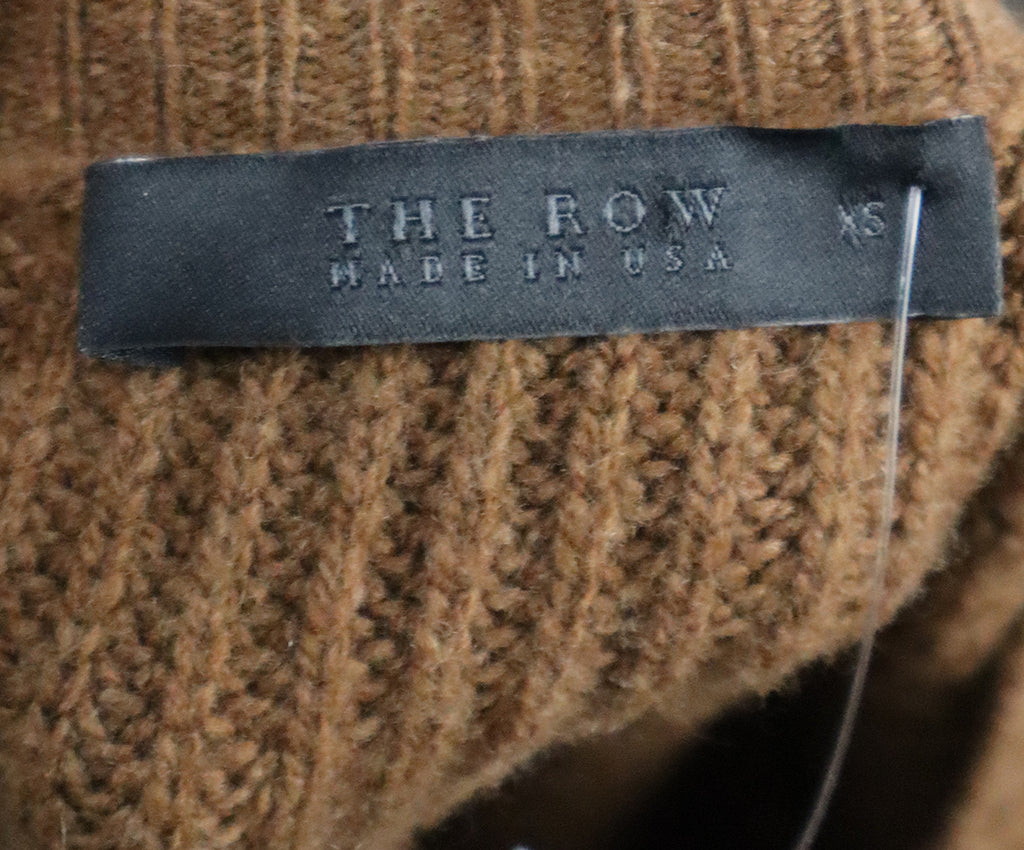 THE ROW
MADE IN USA
XS